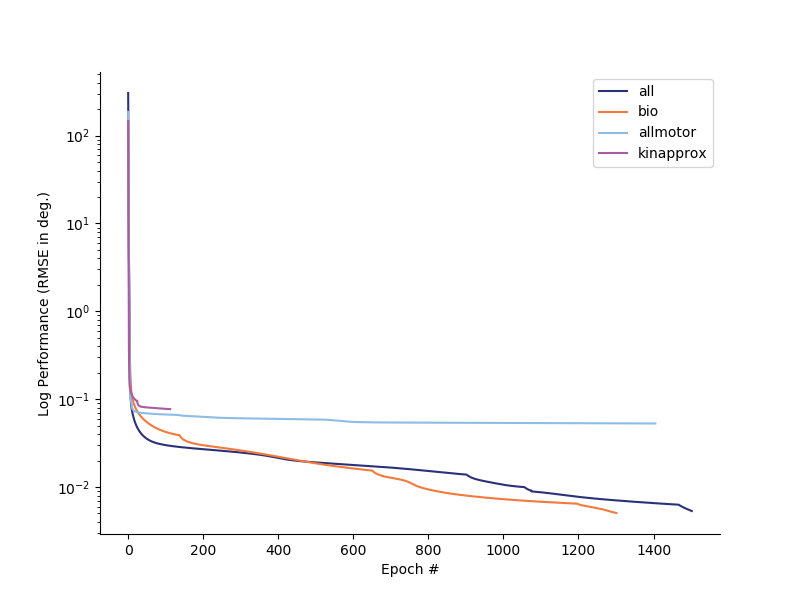 all
bio
allmotor
kinapprox
Log Performance (RMSE in deg.)
10²
10¹
10⁰
10⁻¹
10⁻²
0 200 400 600 800 1000 1200 1400
Epoch #